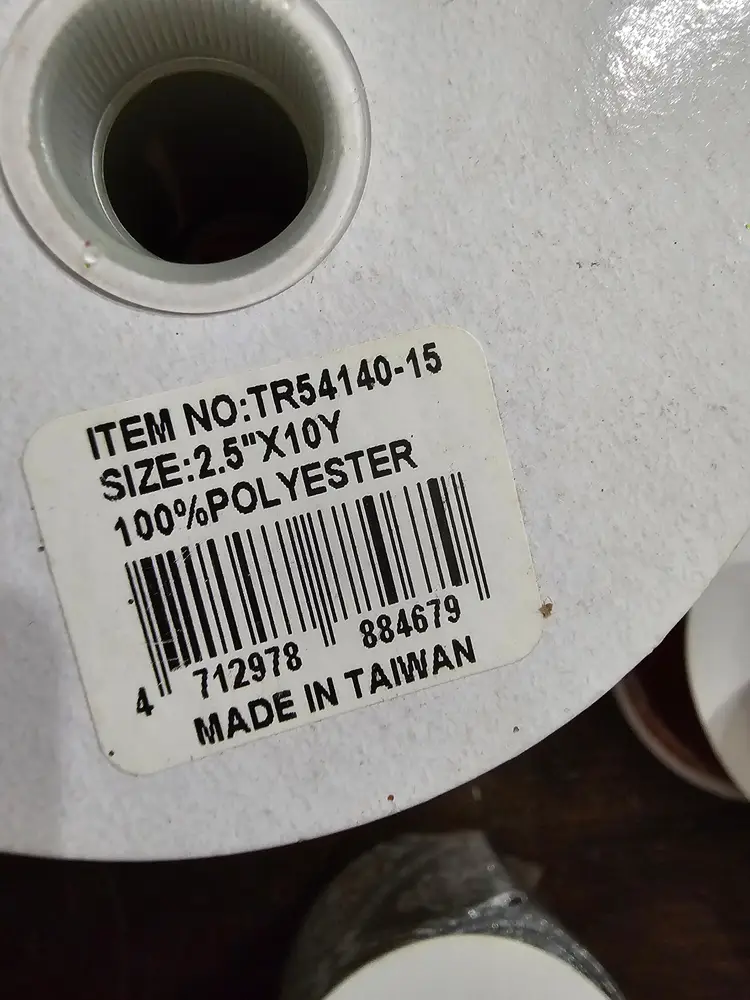 ITEM NO:TR54140-15
SIZE:2.5"X10Y
100%POLYESTER
4 712978 884679
MADE IN TAIWAN